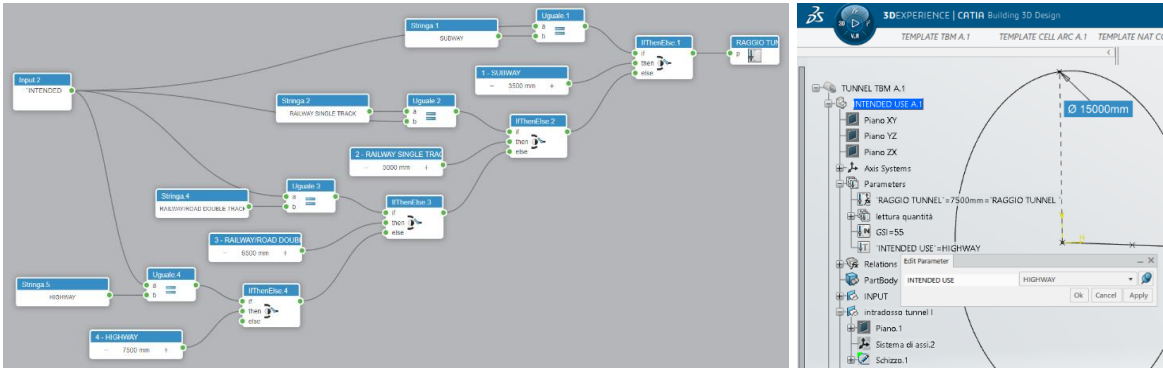 Input.2
`INTENDED
Stringa.1
SUBWAY
Uguale.1
a
b
IfThenElse.1
if
then
else
RAGGIO TUN
p
1 - SUBWAY
- 3500 mm +
Stringa.2
RAILWAY SINGLE TRACK
Uguale.2
a
b
IfThenElse.2
if
then
else
2 - RAILWAY SINGLE TRAC
mm +
Stringa.4
RAILWAY/ROAD DOUBLE TRACK
Uguale.3
a
b
IfThenElse.3
if
then
else
3 - RAILWAY/ROAD DOUB
- 6500 mm +
Stringa.5
HIGHWAY
Uguale.4
a
b
IfThenElse.4
if
then
else
4 - HIGHWAY
- 7500 mm +
3DS
3D
V.R
3DEXPERIENCE | CATIA Building 3D Design
TEMPLATE TBM A.1 TEMPLATE CELL ARC A.1 TEMPLATE NAT CO
TUNNEL TBM A.1
INTENDED USE A.1
Ø 15000mm
Piano XY
Piano YZ
Piano ZX
Axis Systems
Parameters
`RAGGIO TUNNEL`=7500mm=`RAGGIO TUNNEL`
lettura quantità
GSI=55
`INTENDED USE`=HIGHWAY
Relations
Edit Parameter
PartBody
INTENDED USE HIGHWAY
INPUT
Ok Cancel Apply
intradosso tunnel I
Piano.1
Sistema di assi.2
Schizzo.1
H